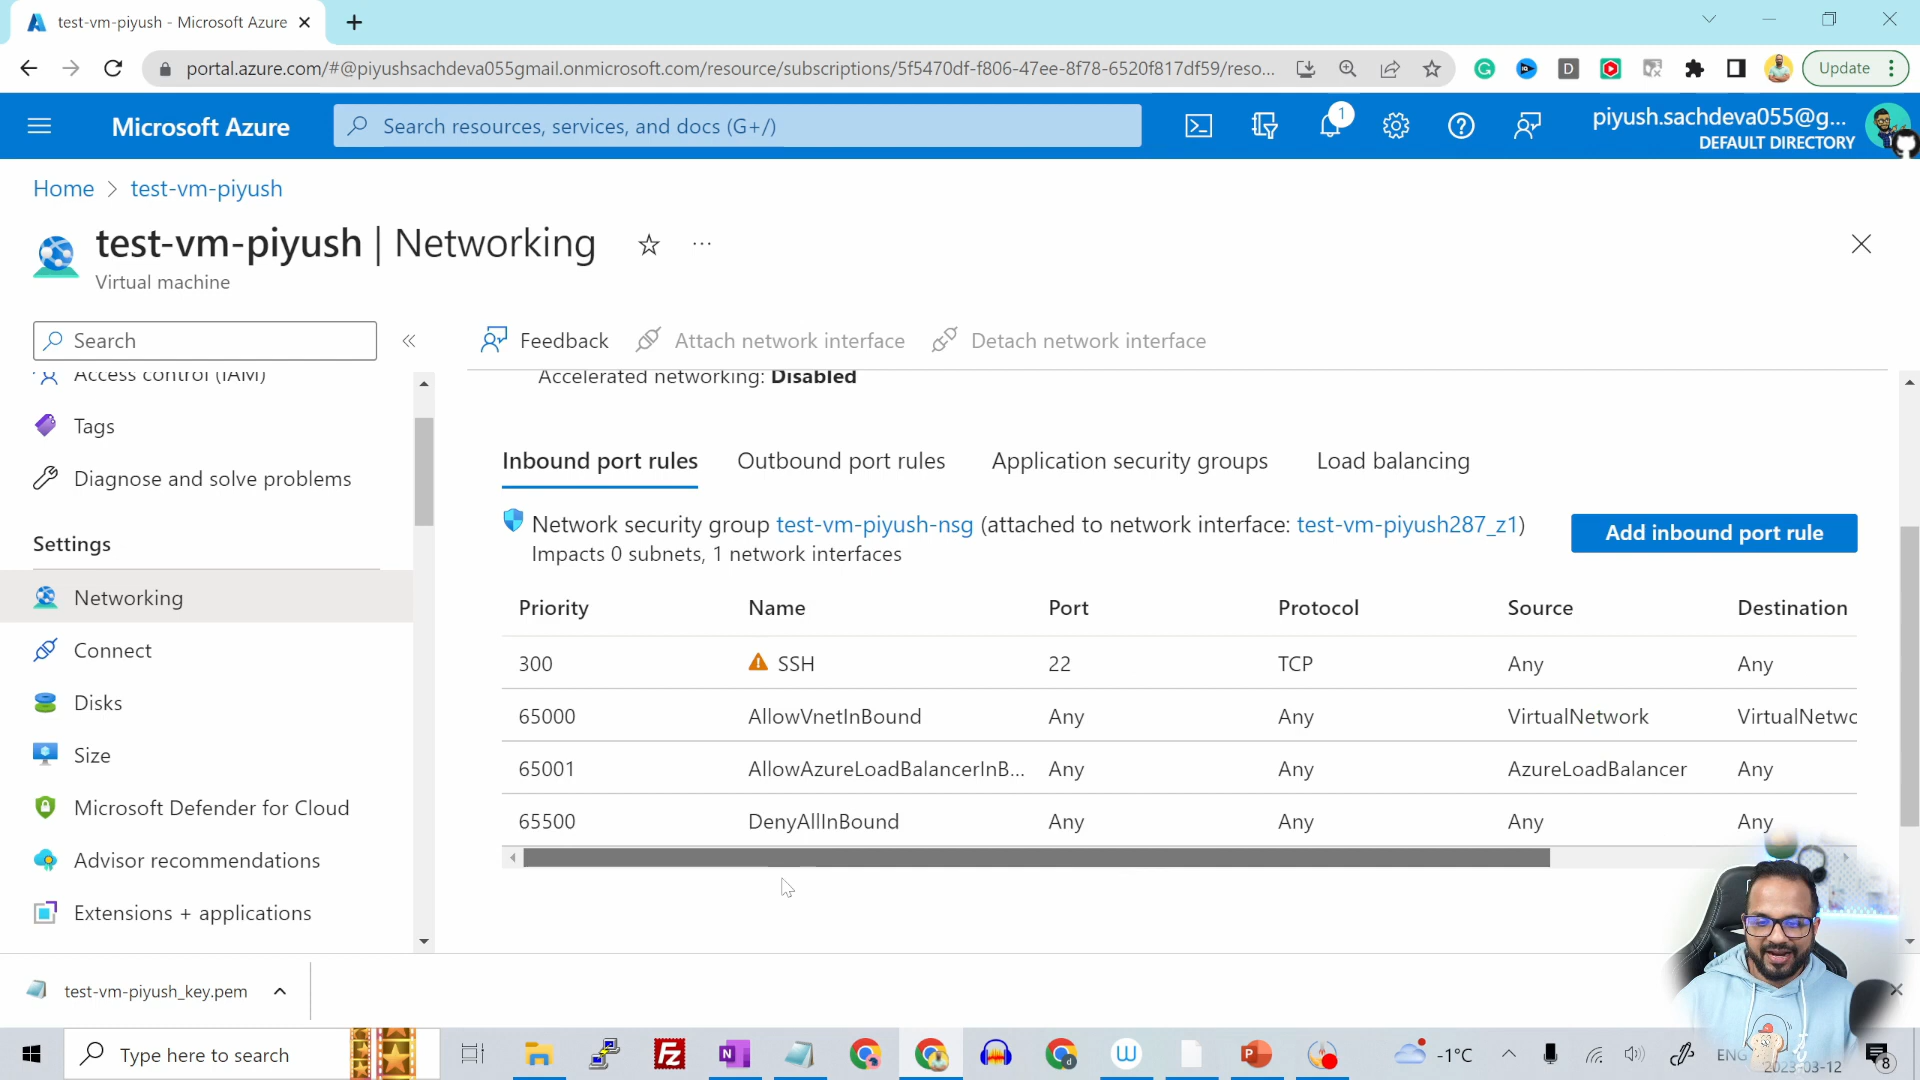 test-vm-piyush - Microsoft Azure
portal.azure.com/#@piyushsachdeva055gmail.onmicrosoft.com/resource/subscriptions/5f5470df-f806-47ee-8f78-6520f817df59/reso...
Update
Microsoft Azure
Search resources, services, and docs (G+/)
1
piyush.sachdeva055@g...
DEFAULT DIRECTORY
Home > test-vm-piyush
test-vm-piyush | Networking
Virtual machine
Search
Feedback
Attach network interface
Detach network interface
Access control (IAM)
Tags
Diagnose and solve problems
Settings
Networking
Connect
Disks
Size
Microsoft Defender for Cloud
Advisor recommendations
Extensions + applications
Accelerated networking: Disabled
Inbound port rules
Outbound port rules
Application security groups
Load balancing
Network security group test-vm-piyush-nsg (attached to network interface: test-vm-piyush287_z1)
Impacts 0 subnets, 1 network interfaces
Add inbound port rule
Priority Name Port Protocol Source Destination
300 SSH 22 TCP Any Any
65000 AllowVnetInBound Any Any VirtualNetwork VirtualNetwo
65001 AllowAzureLoadBalancerInB... Any Any AzureLoadBalancer Any
65500 DenyAllInBound Any Any Any Any
test-vm-piyush_key.pem
Type here to search
-1°C
ENG
2023-03-12
8